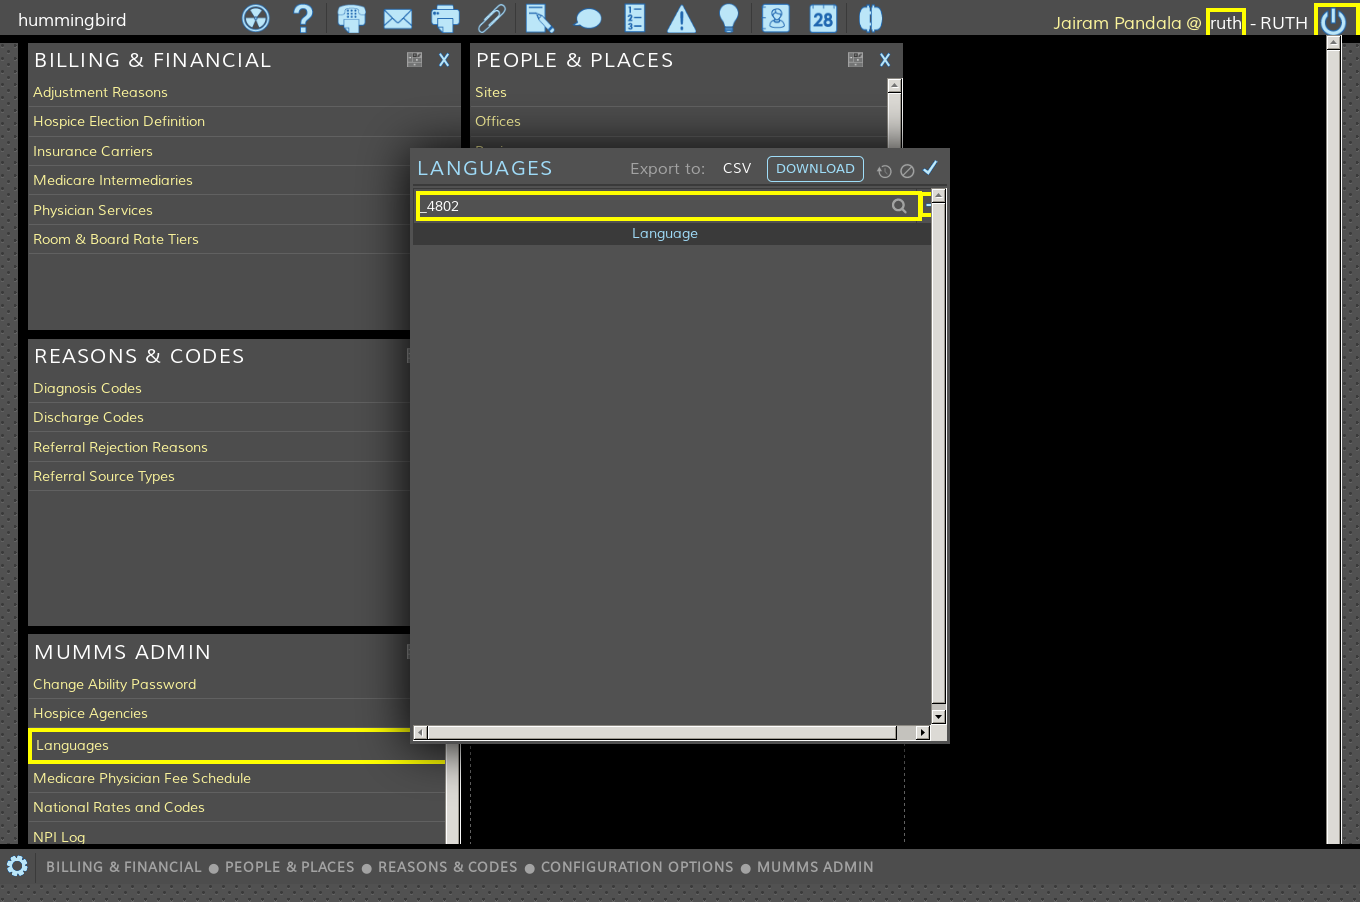 hummingbird
28
Jairam Pandala @ ruth - RUTH
BILLING & FINANCIAL
X
Adjustment Reasons
Hospice Election Definition
Insurance Carriers
Medicare Intermediaries
Physician Services
Room & Board Rate Tiers
PEOPLE & PLACES
X
Sites
Offices
LANGUAGES
Export to:
CSV
DOWNLOAD
_4802
Language
REASONS & CODES
Diagnosis Codes
Discharge Codes
Referral Rejection Reasons
Referral Source Types
MUMMS ADMIN
Change Ability Password
Hospice Agencies
Languages
Medicare Physician Fee Schedule
National Rates and Codes
NPI Log
BILLING & FINANCIAL ● PEOPLE & PLACES ● REASONS & CODES ● CONFIGURATION OPTIONS ● MUMMS ADMIN